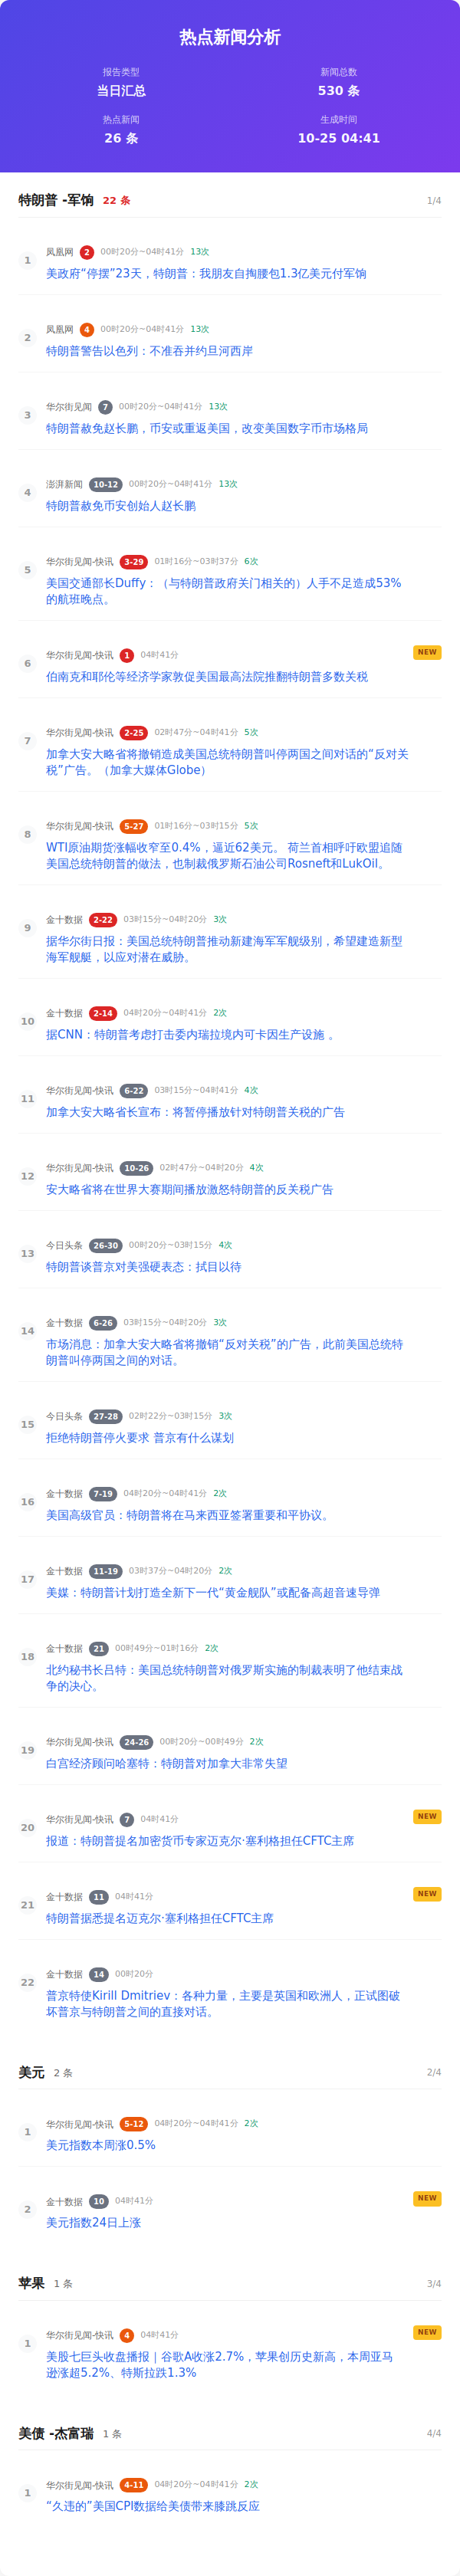 热点新闻分析
报告类型
当日汇总
新闻总数
530 条
热点新闻
26 条
生成时间
10-25 04:41
特朗普 -军饷 22 条 1/4
1
凤凰网 2 00时20分~04时41分 13次
美政府“停摆”23天，特朗普：我朋友自掏腰包1.3亿美元付军饷
2
凤凰网 4 00时20分~04时41分 13次
特朗普警告以色列：不准吞并约旦河西岸
3
华尔街见闻 7 00时20分~04时41分 13次
特朗普赦免赵长鹏，币安或重返美国，改变美国数字币市场格局
4
澎湃新闻 10-12 00时20分~04时41分 13次
特朗普赦免币安创始人赵长鹏
5
华尔街见闻-快讯 3-29 01时16分~03时37分 6次
美国交通部长Duffy：（与特朗普政府关门相关的）人手不足造成53%
的航班晚点。
6
华尔街见闻-快讯 1 04时41分 NEW
伯南克和耶伦等经济学家敦促美国最高法院推翻特朗普多数关税
7
华尔街见闻-快讯 2-25 02时47分~04时41分 5次
加拿大安大略省将撤销造成美国总统特朗普叫停两国之间对话的“反对关
税”广告。（加拿大媒体Globe）
8
华尔街见闻-快讯 5-27 01时16分~03时15分 5次
WTI原油期货涨幅收窄至0.4%，逼近62美元。 荷兰首相呼吁欧盟追随
美国总统特朗普的做法，也制裁俄罗斯石油公司Rosneft和LukOil。
9
金十数据 2-22 03时15分~04时20分 3次
据华尔街日报：美国总统特朗普推动新建海军军舰级别，希望建造新型
海军舰艇，以应对潜在威胁。
10
金十数据 2-14 04时20分~04时41分 2次
据CNN：特朗普考虑打击委内瑞拉境内可卡因生产设施 。
11
华尔街见闻-快讯 6-22 03时15分~04时41分 4次
加拿大安大略省长宣布：将暂停播放针对特朗普关税的广告
12
华尔街见闻-快讯 10-26 02时47分~04时20分 4次
安大略省将在世界大赛期间播放激怒特朗普的反关税广告
13
今日头条 26-30 00时20分~03时15分 4次
特朗普谈普京对美强硬表态：拭目以待
14
金十数据 6-26 03时15分~04时20分 3次
市场消息：加拿大安大略省将撤销“反对关税”的广告，此前美国总统特
朗普叫停两国之间的对话。
15
今日头条 27-28 02时22分~03时15分 3次
拒绝特朗普停火要求 普京有什么谋划
16
金十数据 7-19 04时20分~04时41分 2次
美国高级官员：特朗普将在马来西亚签署重要和平协议。
17
金十数据 11-19 03时37分~04时20分 2次
美媒：特朗普计划打造全新下一代“黄金舰队”或配备高超音速导弹
18
金十数据 21 00时49分~01时16分 2次
北约秘书长吕特：美国总统特朗普对俄罗斯实施的制裁表明了他结束战
争的决心。
19
华尔街见闻-快讯 24-26 00时20分~00时49分 2次
白宫经济顾问哈塞特：特朗普对加拿大非常失望
20
华尔街见闻-快讯 7 04时41分 NEW
报道：特朗普提名加密货币专家迈克尔·塞利格担任CFTC主席
21
金十数据 11 04时41分 NEW
特朗普据悉提名迈克尔·塞利格担任CFTC主席
22
金十数据 14 00时20分
普京特使Kirill Dmitriev：各种力量，主要是英国和欧洲人，正试图破
坏普京与特朗普之间的直接对话。
美元 2 条 2/4
1
华尔街见闻-快讯 5-12 04时20分~04时41分 2次
美元指数本周涨0.5%
2
金十数据 10 04时41分 NEW
美元指数24日上涨
苹果 1 条 3/4
1
华尔街见闻-快讯 4 04时41分 NEW
美股七巨头收盘播报｜谷歌A收涨2.7%，苹果创历史新高，本周亚马
逊涨超5.2%、特斯拉跌1.3%
美债 -杰富瑞 1 条 4/4
1
华尔街见闻-快讯 4-11 04时20分~04时41分 2次
“久违的”美国CPI数据给美债带来膝跳反应